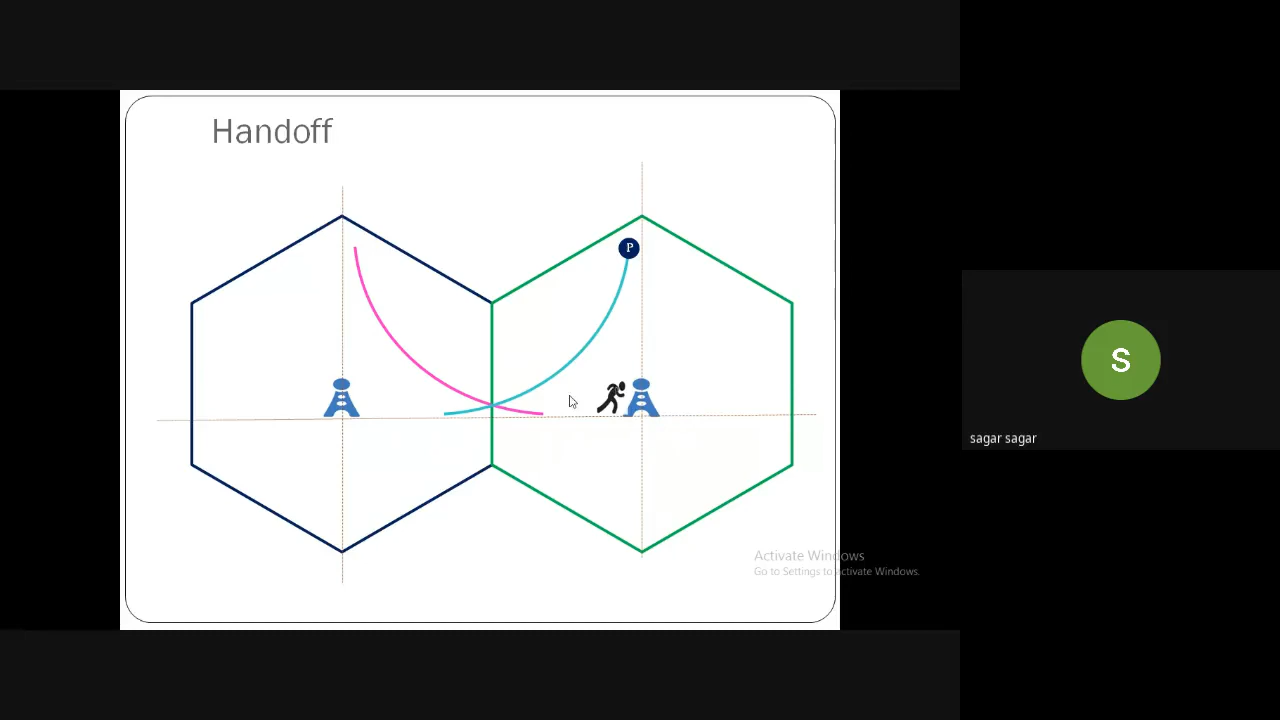 Handoff
P
S
sagar sagar
Activate Windows
Go to Settings to activate Windows.